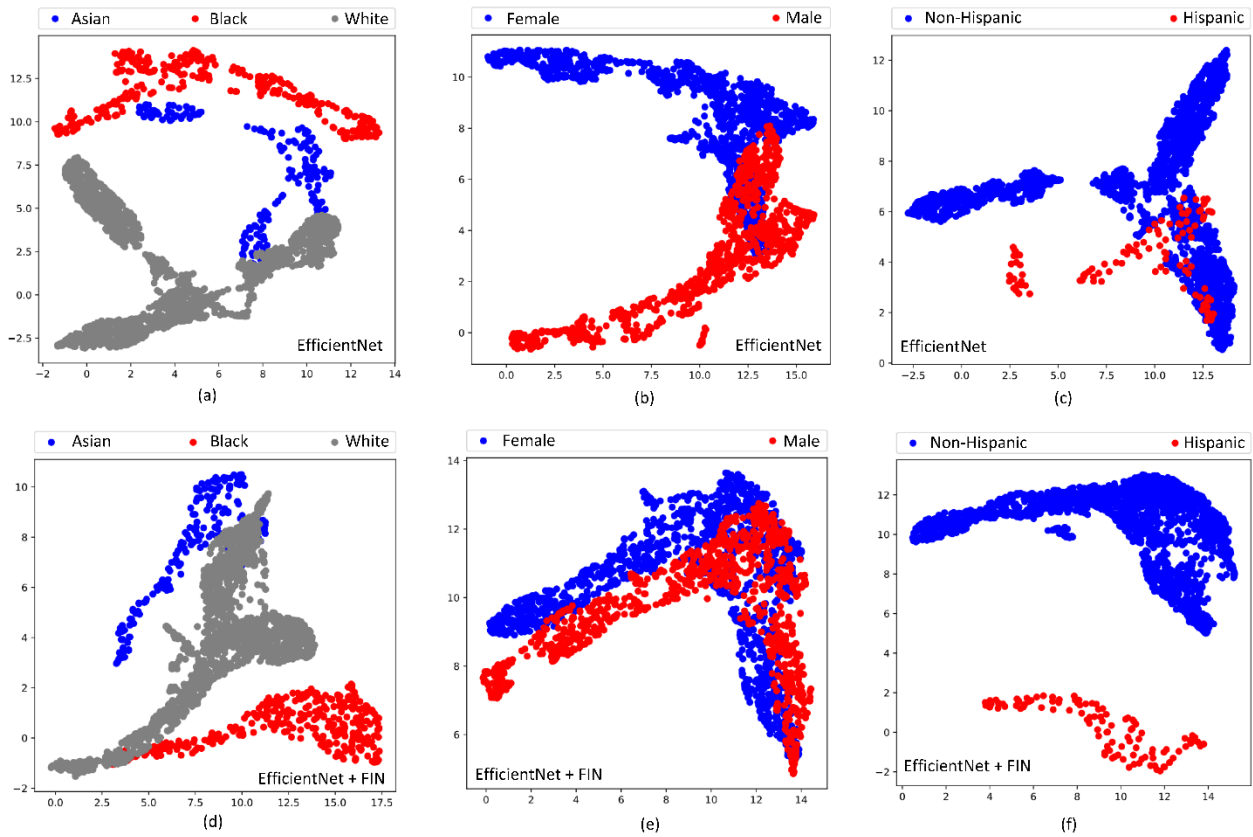 Asian Black White
12.5
10.0
7.5
5.0
2.5
0.0
−2.5
EfficientNet
−2 0 2 4 6 8 10 12 14
(a)
Female Male
10
8
6
4
2
0
EfficientNet
0.0 2.5 5.0 7.5 10.0 12.5 15.0
(b)
Non-Hispanic Hispanic
12
10
8
6
4
2
0
EfficientNet
−2.5 0.0 2.5 5.0 7.5 10.0 12.5
(c)
Asian Black White
10
8
6
4
2
0
−2
EfficientNet + FIN
0.0 2.5 5.0 7.5 10.0 12.5 15.0 17.5
(d)
Female Male
14
13
12
11
10
9
8
7
6
EfficientNet + FIN
0 2 4 6 8 10 12 14
(e)
Non-Hispanic Hispanic
12
10
8
6
4
2
0
−2
EfficientNet + FIN
0 2 4 6 8 10 12 14
(f)